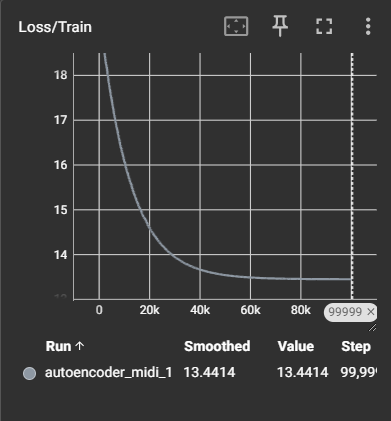 Loss/Train
18
17
16
15
14
0 20k 40k 60k 80k 99999 ×
Run ↑ Smoothed Value Step
autoencoder_midi_1 13.4414 13.4414 99,99